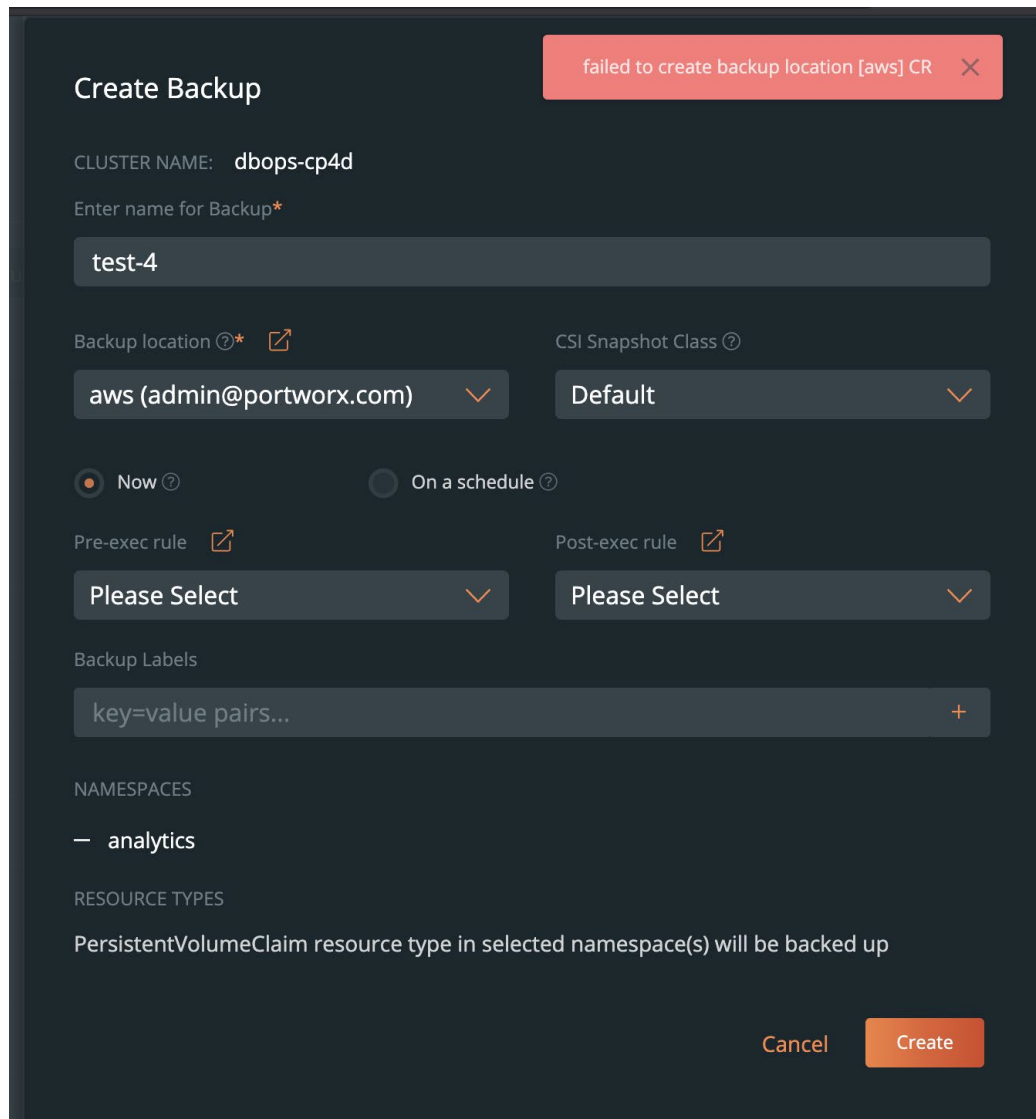 failed to create backup location [aws] CR
Create Backup
CLUSTER NAME: dbops-cp4d
Enter name for Backup*
test-4
Backup location * CSI Snapshot Class
aws (admin@portworx.com) Default
Now On a schedule
Pre-exec rule Post-exec rule
Please Select Please Select
Backup Labels
key=value pairs... +
NAMESPACES
— analytics
RESOURCE TYPES
PersistentVolumeClaim resource type in selected namespace(s) will be backed up
Cancel Create